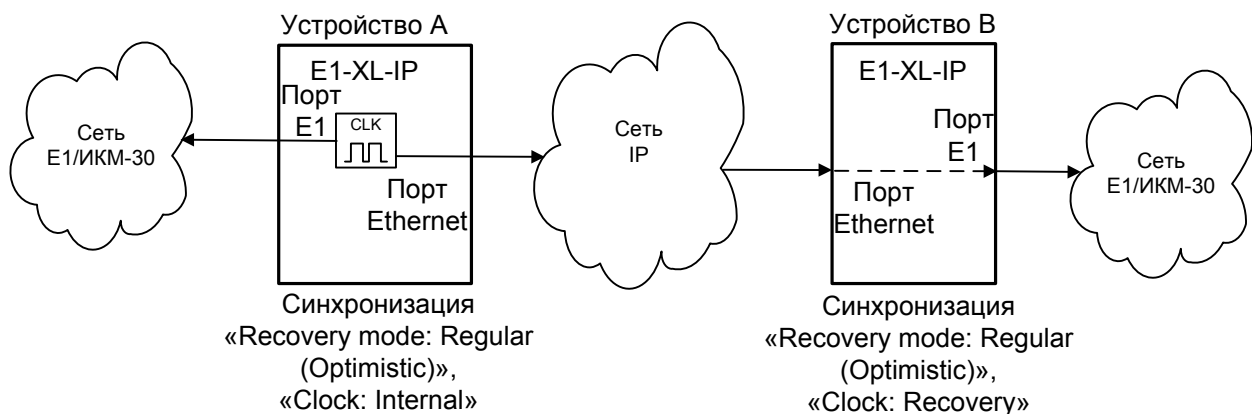 Устройство А
Устройство В
E1-XL-IP
E1-XL-IP
Порт
E1
CLK
Порт
Ethernet
Сеть
E1/ИКМ-30
Сеть
IP
Порт
E1
Порт
Ethernet
Сеть
E1/ИКМ-30
Синхронизация
«Recovery mode: Regular
(Optimistic)»,
«Clock: Internal»
Синхронизация
«Recovery mode: Regular
(Optimistic)»,
«Clock: Recovery»